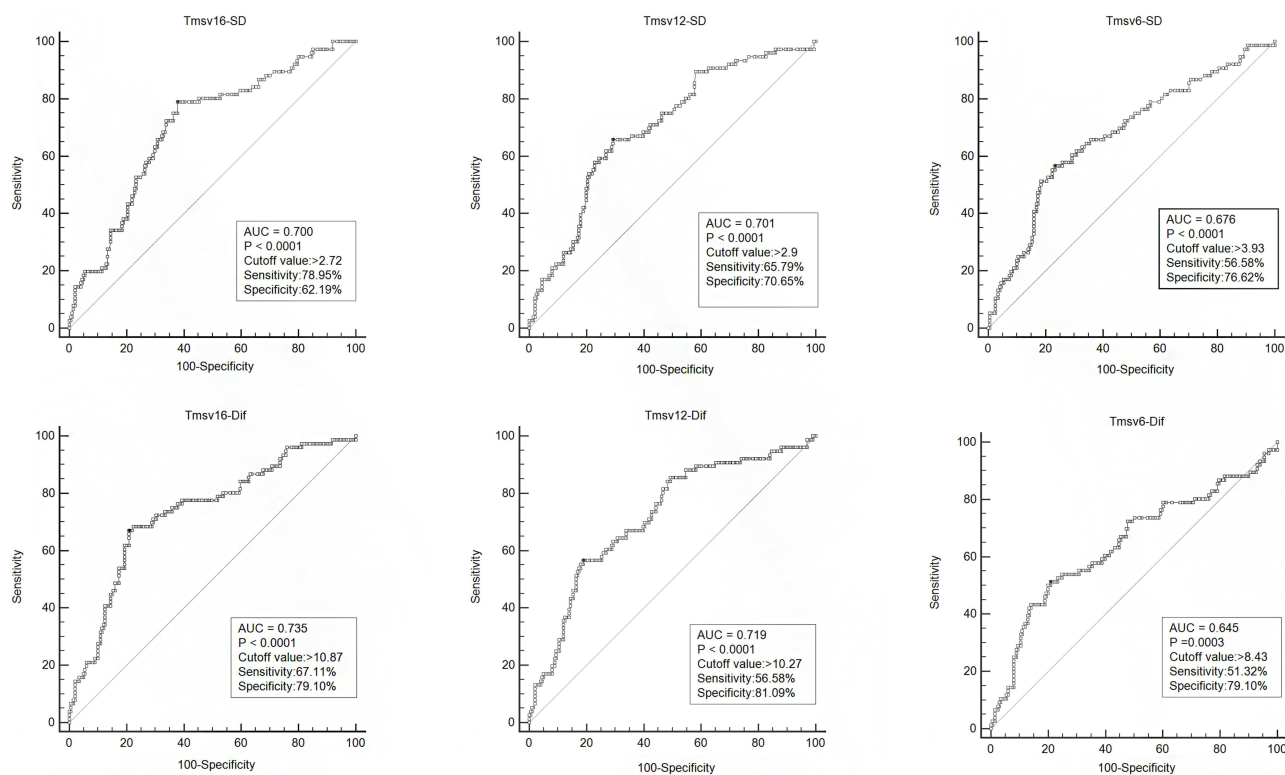 Tmsv16-SD
100
80
60
40
20
0
Sensitivity
AUC = 0.700
P < 0.0001
Cutoff value:>2.72
Sensitivity:78.95%
Specificity:62.19%
0 20 40 60 80 100
100-Specificity
Tmsv12-SD
100
80
60
40
20
0
Sensitivity
AUC = 0.701
P < 0.0001
Cutoff value:>2.9
Sensitivity:65.79%
Specificity:70.65%
0 20 40 60 80 100
100-Specificity
Tmsv6-SD
100
80
60
40
20
0
Sensitivity
AUC = 0.676
P < 0.0001
Cutoff value:>3.93
Sensitivity:56.58%
Specificity:76.62%
0 20 40 60 80 100
100-Specificity
Tmsv16-Dif
100
80
60
40
20
0
Sensitivity
AUC = 0.735
P < 0.0001
Cutoff value:>10.87
Sensitivity:67.11%
Specificity:79.10%
0 20 40 60 80 100
100-Specificity
Tmsv12-Dif
100
80
60
40
20
0
Sensitivity
AUC = 0.719
P < 0.0001
Cutoff value:>10.27
Sensitivity:56.58%
Specificity:81.09%
0 20 40 60 80 100
100-Specificity
Tmsv6-Dif
100
80
60
40
20
0
Sensitivity
AUC = 0.645
P =0.0003
Cutoff value:>8.43
Sensitivity:51.32%
Specificity:79.10%
0 20 40 60 80 100
100-Specificity